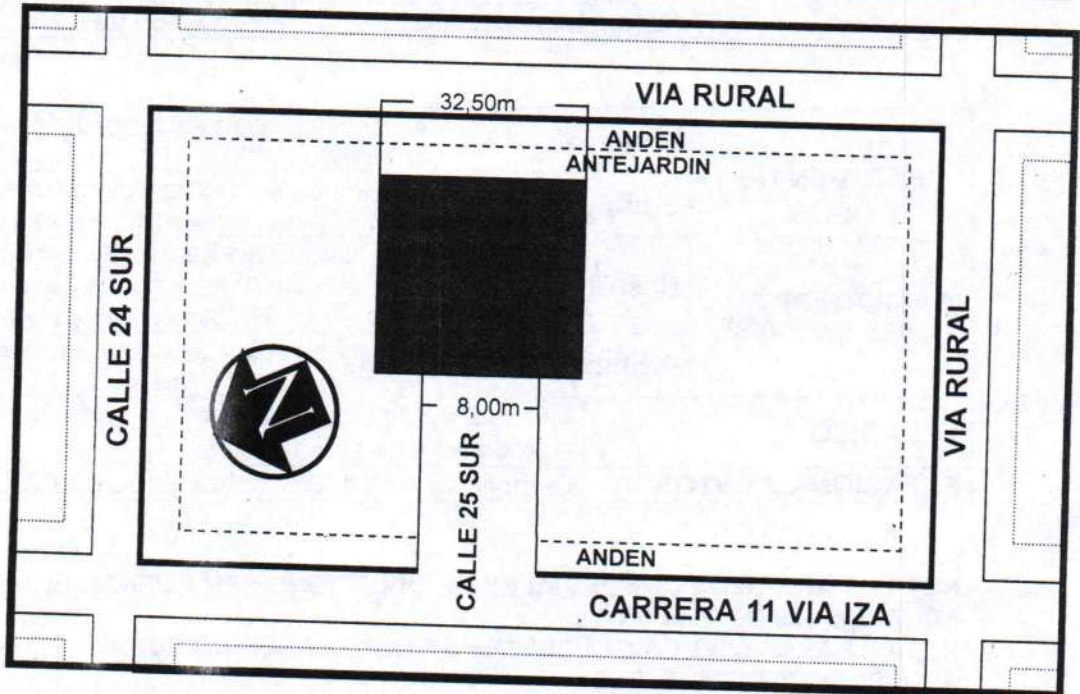 VIA RURAL
32,50m
ANDEN
ANTEJARDIN
CALLE 24 SUR
VIA RURAL
N
8,00m
CALLE 25 SUR
ANDEN
CARRERA 11 VIA IZA